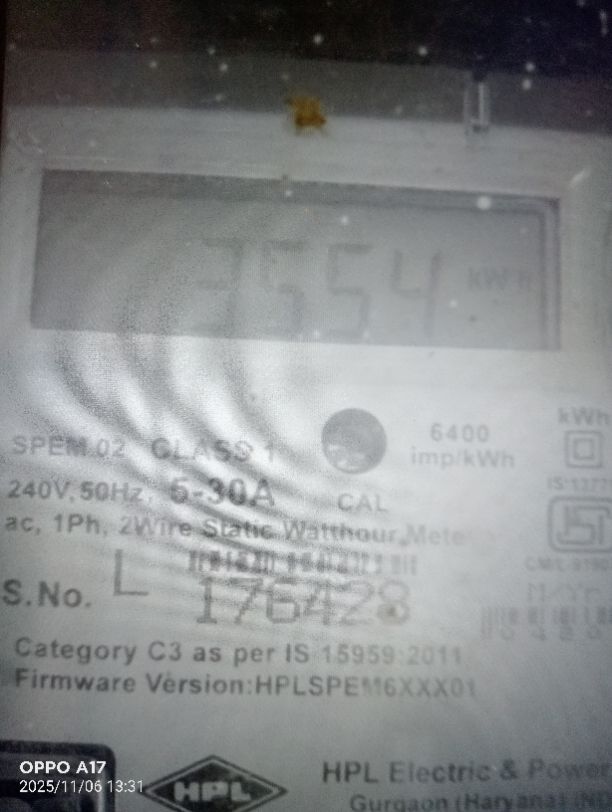 2554 kWh
kWh
6400
imp/kWh
SPEM 02 CLASS 1
240V, 50Hz, 5-30A
CAL
ac, 1Ph, 2Wire Static Watthour
S.No. L 176428
Category C3 as per IS 15959:2011
Firmware Version:HPLSPEM6XXX01
HPL
HPL Electric & Power
Gurgaon
OPPO A17
2025/11/06 13:31